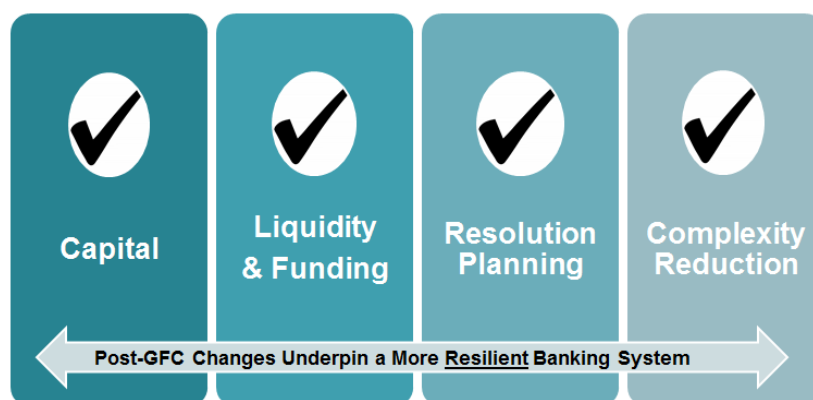 Capital
Liquidity
& Funding
Resolution
Planning
Complexity
Reduction
Post-GFC Changes Underpin a More Resilient Banking System